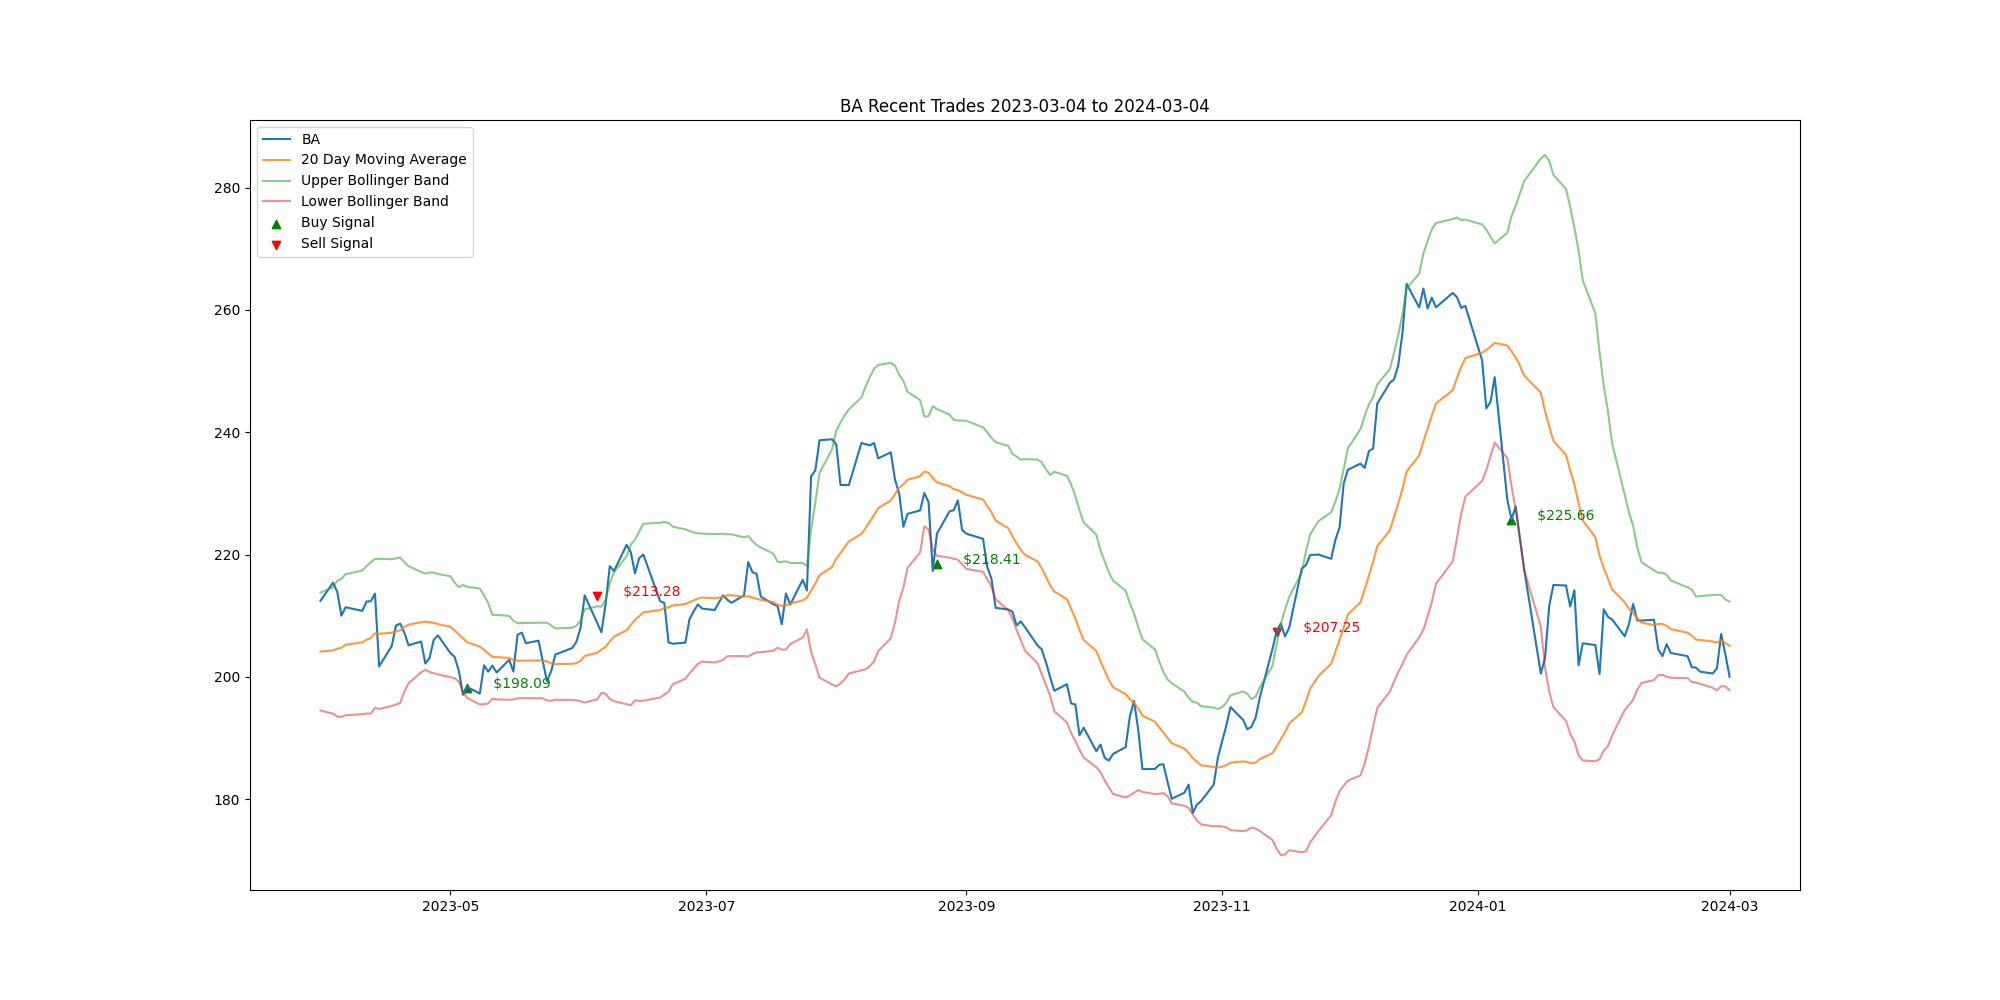 BA Recent Trades 2023-03-04 to 2024-03-04
BA
20 Day Moving Average
Upper Bollinger Band
Lower Bollinger Band
Buy Signal
Sell Signal
280
260
240
220
200
180
$198.09
$213.28
$218.41
$207.25
$225.66
2023-05
2023-07
2023-09
2023-11
2024-01
2024-03